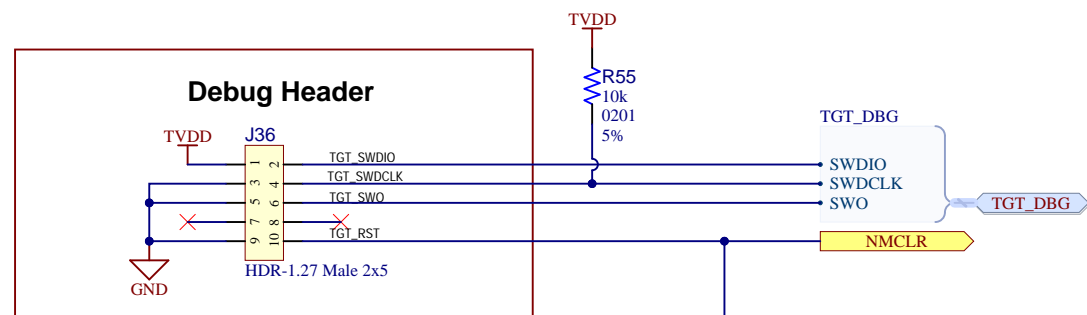 TVDD
R55
10k
0201
5%
Debug Header
TVDD
J36
TGT_DBG
1 2 TGT_SWDIO SWDIO
3 4 TGT_SWDCLK SWDCLK
5 6 TGT_SWO SWO
TGT_DBG
7 8
9 10 TGT_RST NMCLR
HDR-1.27 Male 2x5
GND